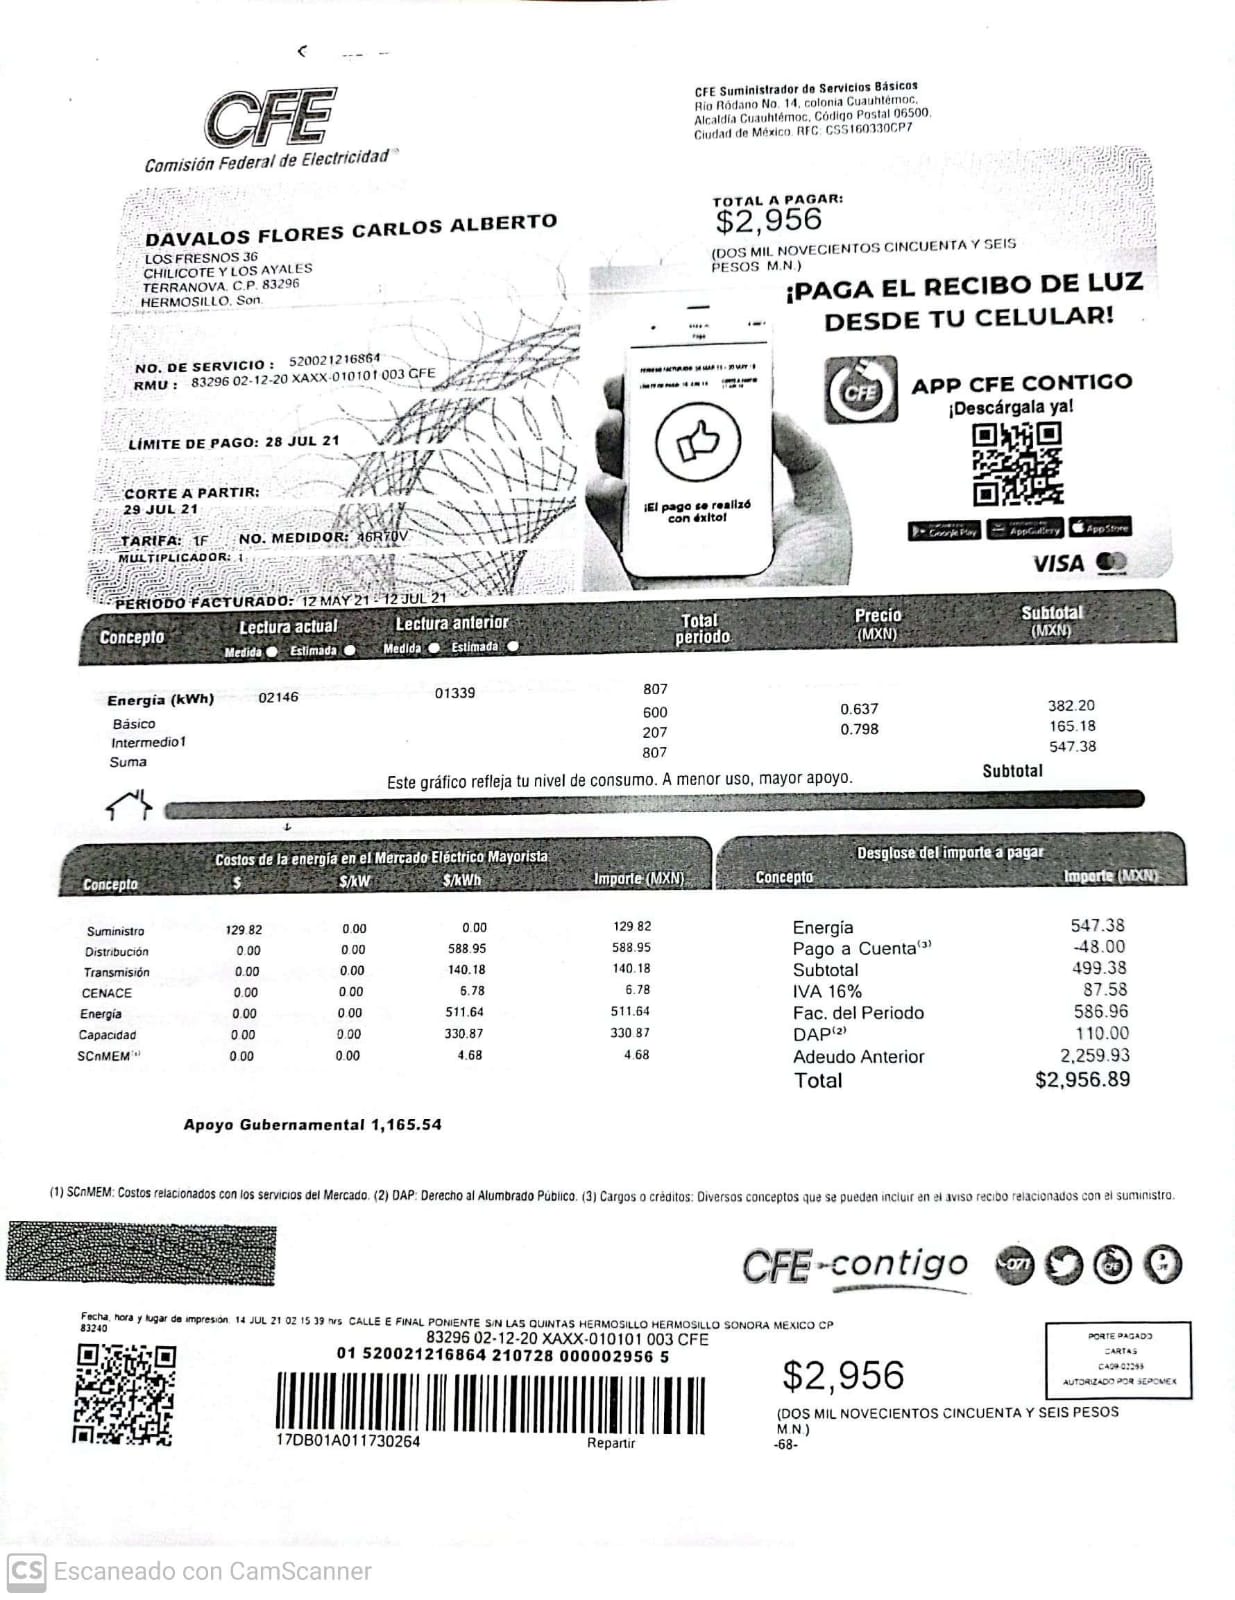 CFE
Comisión Federal de Electricidad
CFE Suministrador de Servicios Básicos
Río Ródano No. 14, colonia Cuauhtémoc,
Alcaldía Cuauhtémoc, Código Postal 06500,
Ciudad de México. RFC: CSS160330CP7
DAVALOS FLORES CARLOS ALBERTO
LOS FRESNOS 36
CHILICOTE Y LOS AYALES
TERRANOVA, C.P. 83296
HERMOSILLO, Son.
TOTAL A PAGAR:
$2,956
(DOS MIL NOVECIENTOS CINCUENTA Y SEIS
PESOS M.N.)
¡PAGA EL RECIBO DE LUZ
DESDE TU CELULAR!
NO. DE SERVICIO : 520021216864
RMU : 83296 02-12-20 XAXX-010101 003 CFE
LÍMITE DE PAGO: 28 JUL 21
CORTE A PARTIR:
29 JUL 21
TARIFA: 1F NO. MEDIDOR: 46R70V
MULTIPLICADOR: 1
PERIODO FACTURADO: 12 MAY 21 - 12 JUL 21
¡El pago se realizó
con éxito!
CFE
APP CFE CONTIGO
¡Descárgala ya!
Google Play AppGallery App Store
VISA
Concepto Lectura actual Lectura anterior Total periodo Precio (MXN) Subtotal (MXN)
Medida Estimada Medida Estimada
Energía (kWh) 02146 01339 807
Básico 600 0.637 382.20
Intermedio1 207 0.798 165.18
Suma 807 547.38
Subtotal
Este gráfico refleja tu nivel de consumo. A menor uso, mayor apoyo.
Costos de la energía en el Mercado Eléctrico Mayorista
Concepto $ $/kW $/kWh Importe (MXN)
Suministro 129.82 0.00 0.00 129.82
Distribución 0.00 0.00 588.95 588.95
Transmisión 0.00 0.00 140.18 140.18
CENACE 0.00 0.00 6.78 6.78
Energía 0.00 0.00 511.64 511.64
Capacidad 0.00 0.00 330.87 330.87
SCnMEM(1) 0.00 0.00 4.68 4.68
Desglose del importe a pagar
Concepto Importe (MXN)
Energía 547.38
Pago a Cuenta(3) -48.00
Subtotal 499.38
IVA 16% 87.58
Fac. del Periodo 586.96
DAP(2) 110.00
Adeudo Anterior 2,259.93
Total $2,956.89
Apoyo Gubernamental 1,165.54
(1) SCnMEM: Costos relacionados con los servicios del Mercado. (2) DAP: Derecho al Alumbrado Público. (3) Cargos o créditos: Diversos conceptos que se pueden incluir en el aviso recibo relacionados con el suministro.
CFE-contigo
071
Fecha, hora y lugar de impresión: 14 JUL 21 02 15 39 hrs. CALLE E FINAL PONIENTE S/N LAS QUINTAS HERMOSILLO HERMOSILLO SONORA MEXICO CP
83240
83296 02-12-20 XAXX-010101 003 CFE
01 520021216864 210728 000002956 5
17DB01A011730264 Repartir
$2,956
(DOS MIL NOVECIENTOS CINCUENTA Y SEIS PESOS
M.N.)
-68-
PORTE PAGADO
CARTAS
AUTORIZADO POR SEPOMEX
CS Escaneado con CamScanner